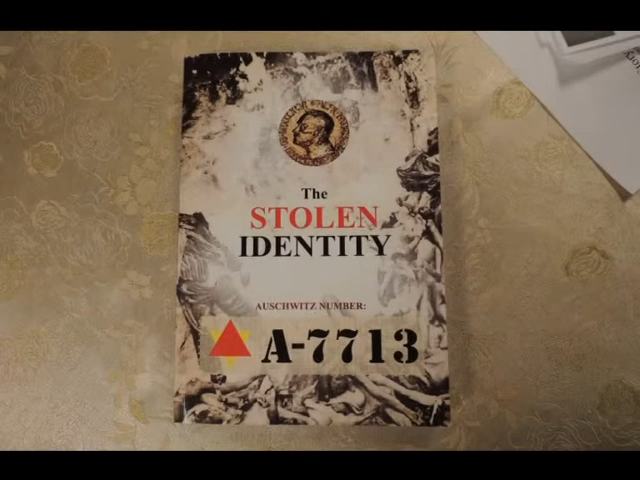 The
STOLEN
IDENTITY
AUSCHWITZ NUMBER:
A-7713